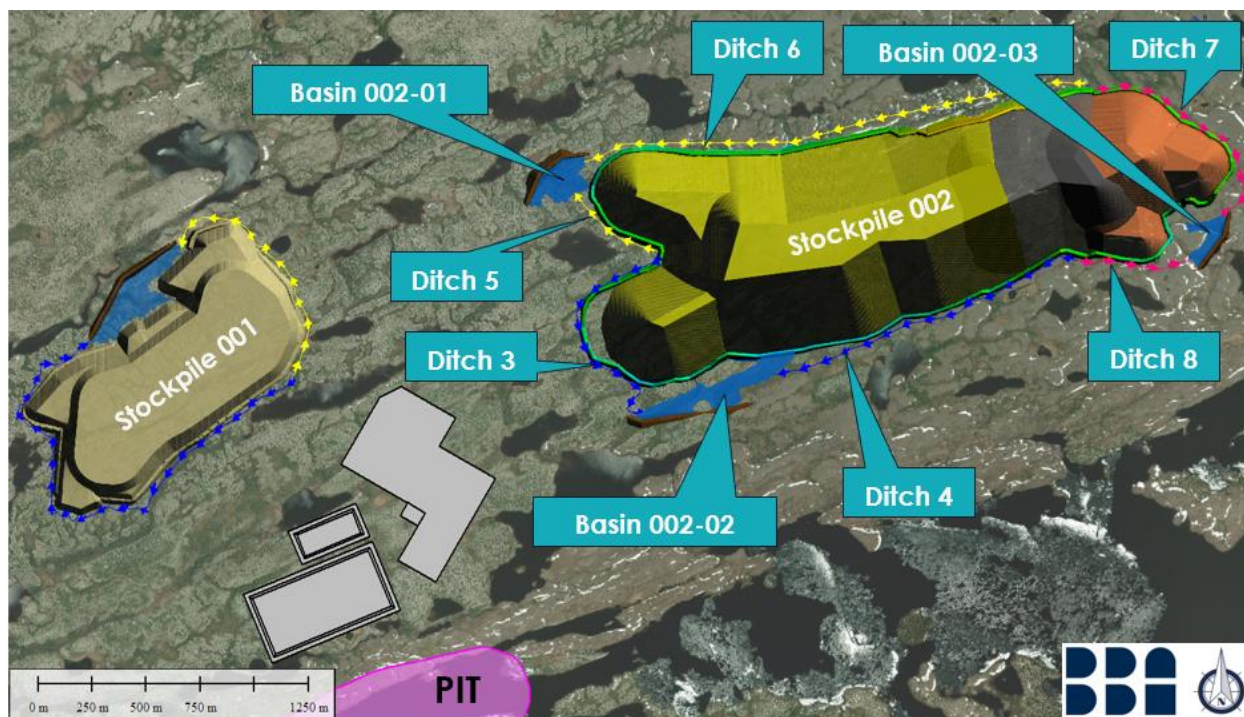 Ditch 6
Basin 002-03
Ditch 7
Basin 002-01
Stockpile 002
Ditch 5
Stockpile 001
Ditch 3
Ditch 8
Ditch 4
Basin 002-02
PIT
0 m 250 m 500 m 750 m 1250 m
BBA
N